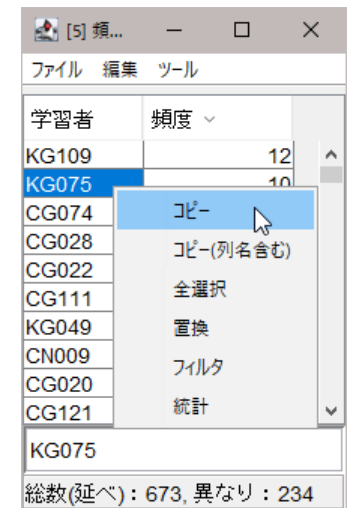 [5] 頻...
ファイル 編集 ツール
学習者 頻度
KG109 12
KG075 10
CG074
CG028
CG022
CG111
KG049
CN009
CG020
CG121
コピー
コピー(列名含む)
全選択
置換
フィルタ
統計
KG075
総数(延べ)：673, 異なり：234